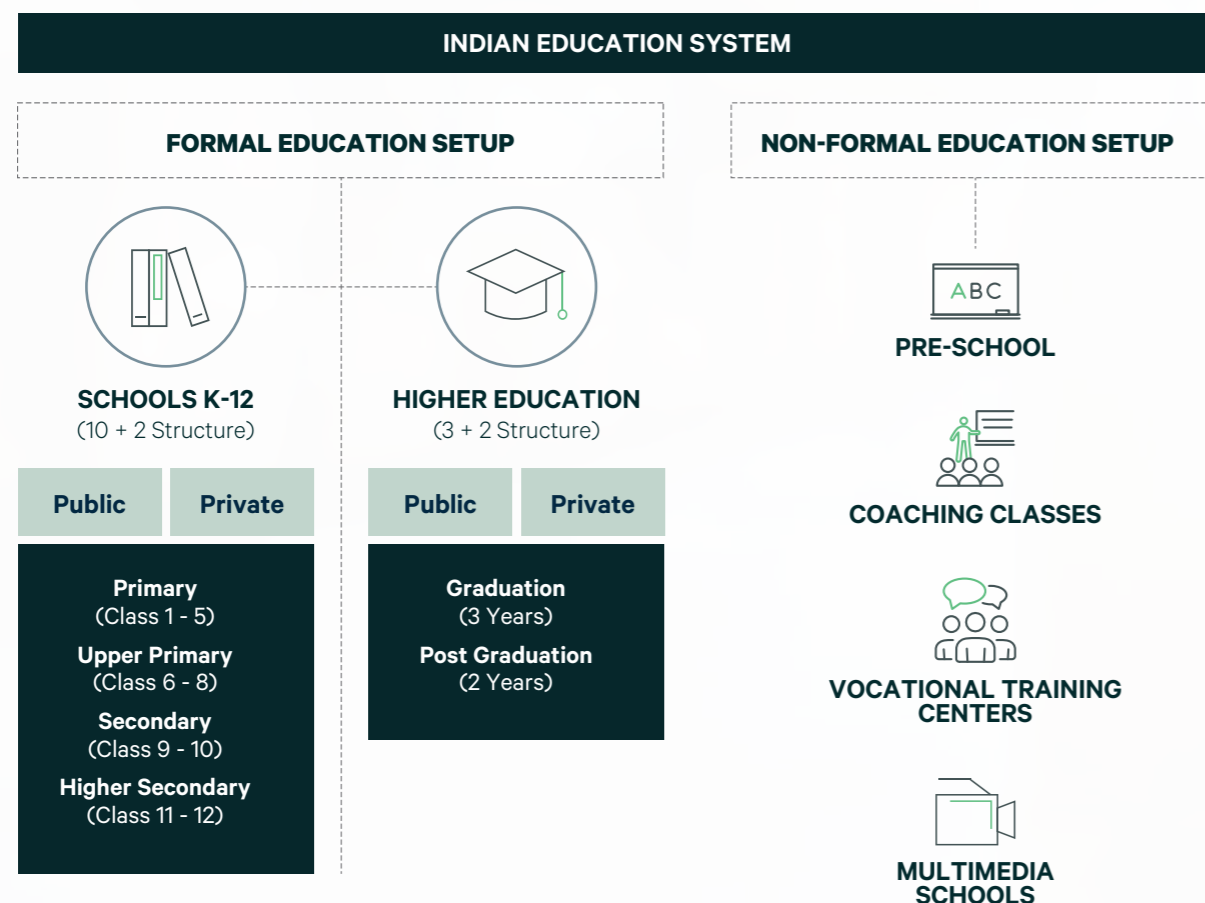 INDIAN EDUCATION SYSTEM
FORMAL EDUCATION SETUP
SCHOOLS K-12
(10 + 2 Structure)
Public
Private
Primary
(Class 1 - 5)
Upper Primary
(Class 6 - 8)
Secondary
(Class 9 - 10)
Higher Secondary
(Class 11 - 12)
HIGHER EDUCATION
(3 + 2 Structure)
Public
Private
Graduation
(3 Years)
Post Graduation
(2 Years)
NON-FORMAL EDUCATION SETUP
ABC
PRE-SCHOOL
COACHING CLASSES
VOCATIONAL TRAINING
CENTERS
MULTIMEDIA
SCHOOLS